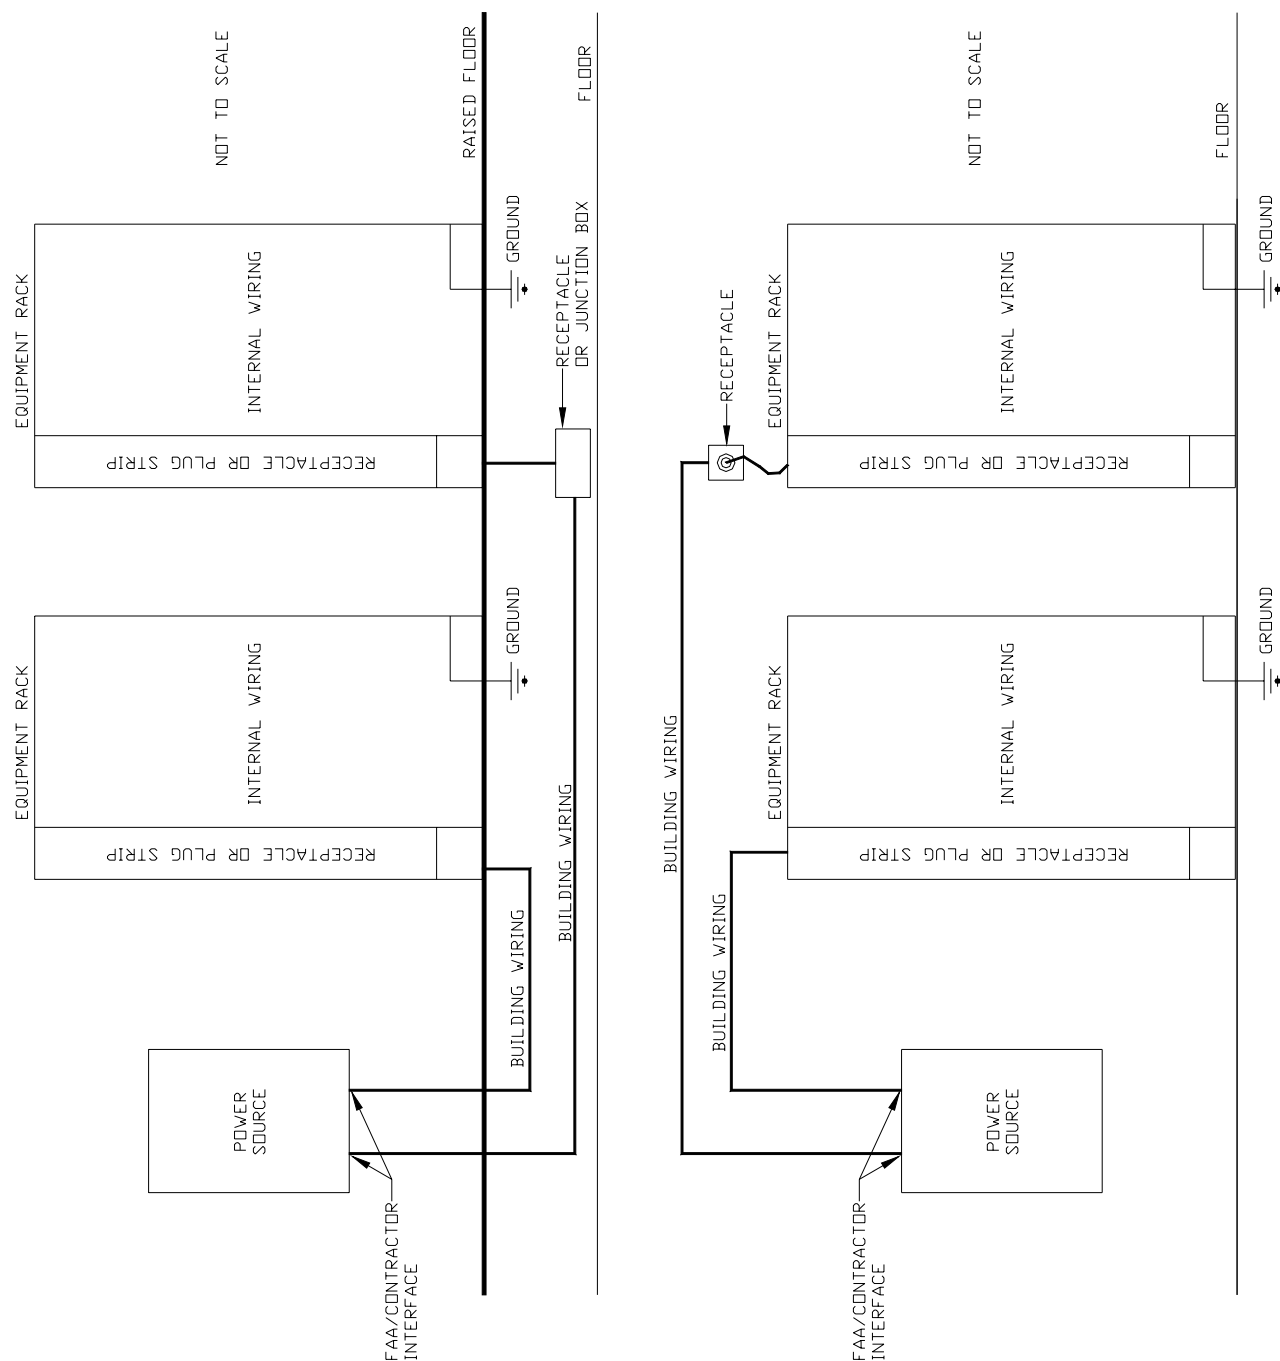 NOT TO SCALE
RAISED FLOOR
FLOOR
EQUIPMENT RACK
INTERNAL WIRING
RECEPTACLE OR PLUG STRIP
GROUND
RECEPTACLE
OR JUNCTION BOX
EQUIPMENT RACK
INTERNAL WIRING
RECEPTACLE OR PLUG STRIP
GROUND
BUILDING WIRING
BUILDING WIRING
POWER
SOURCE
FAA/CONTRACTOR
INTERFACE
NOT TO SCALE
FLOOR
EQUIPMENT RACK
INTERNAL WIRING
RECEPTACLE OR PLUG STRIP
GROUND
RECEPTACLE
EQUIPMENT RACK
INTERNAL WIRING
RECEPTACLE OR PLUG STRIP
GROUND
BUILDING WIRING
BUILDING WIRING
POWER
SOURCE
FAA/CONTRACTOR
INTERFACE